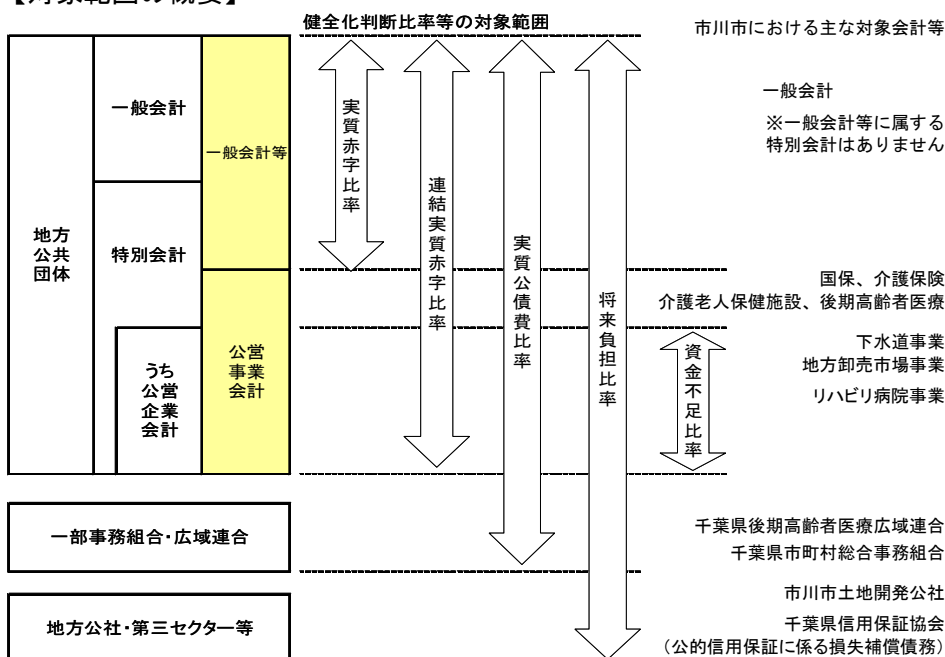 【対象範囲の概要】
健全化判断比率等の対象範囲
市川市における主な対象会計等
地方
公共
団体
一般会計
特別会計
うち
公営
企業
会計
一般会計等
公営
事業
会計
実質赤字比率
連結実質赤字比率
実質公債費比率
将来負担比率
資金不足比率
一般会計
※一般会計等に属する
特別会計はありません
国保、介護保険
介護老人保健施設、後期高齢者医療
下水道事業
地方卸売市場事業
リハビリ病院事業
一部事務組合・広域連合
千葉県後期高齢者医療広域連合
千葉県市町村総合事務組合
地方公社・第三セクター等
市川市土地開発公社
千葉県信用保証協会
（公的信用保証に係る損失補償債務）